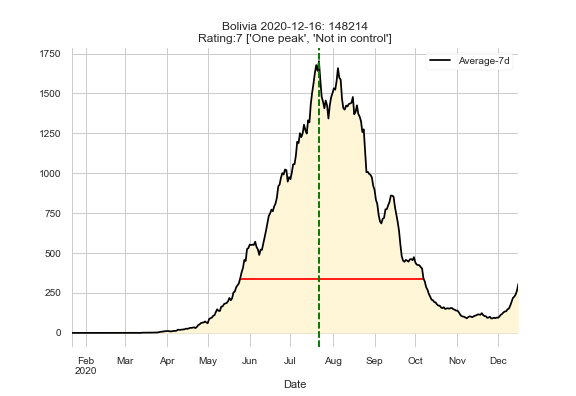 Bolivia 2020-12-16: 148214
Rating:7 ['One peak', 'Not in control']
Average-7d
1750
1500
1250
1000
750
500
250
0
Feb Mar Apr May Jun Jul Aug Sep Oct Nov Dec
2020
Date